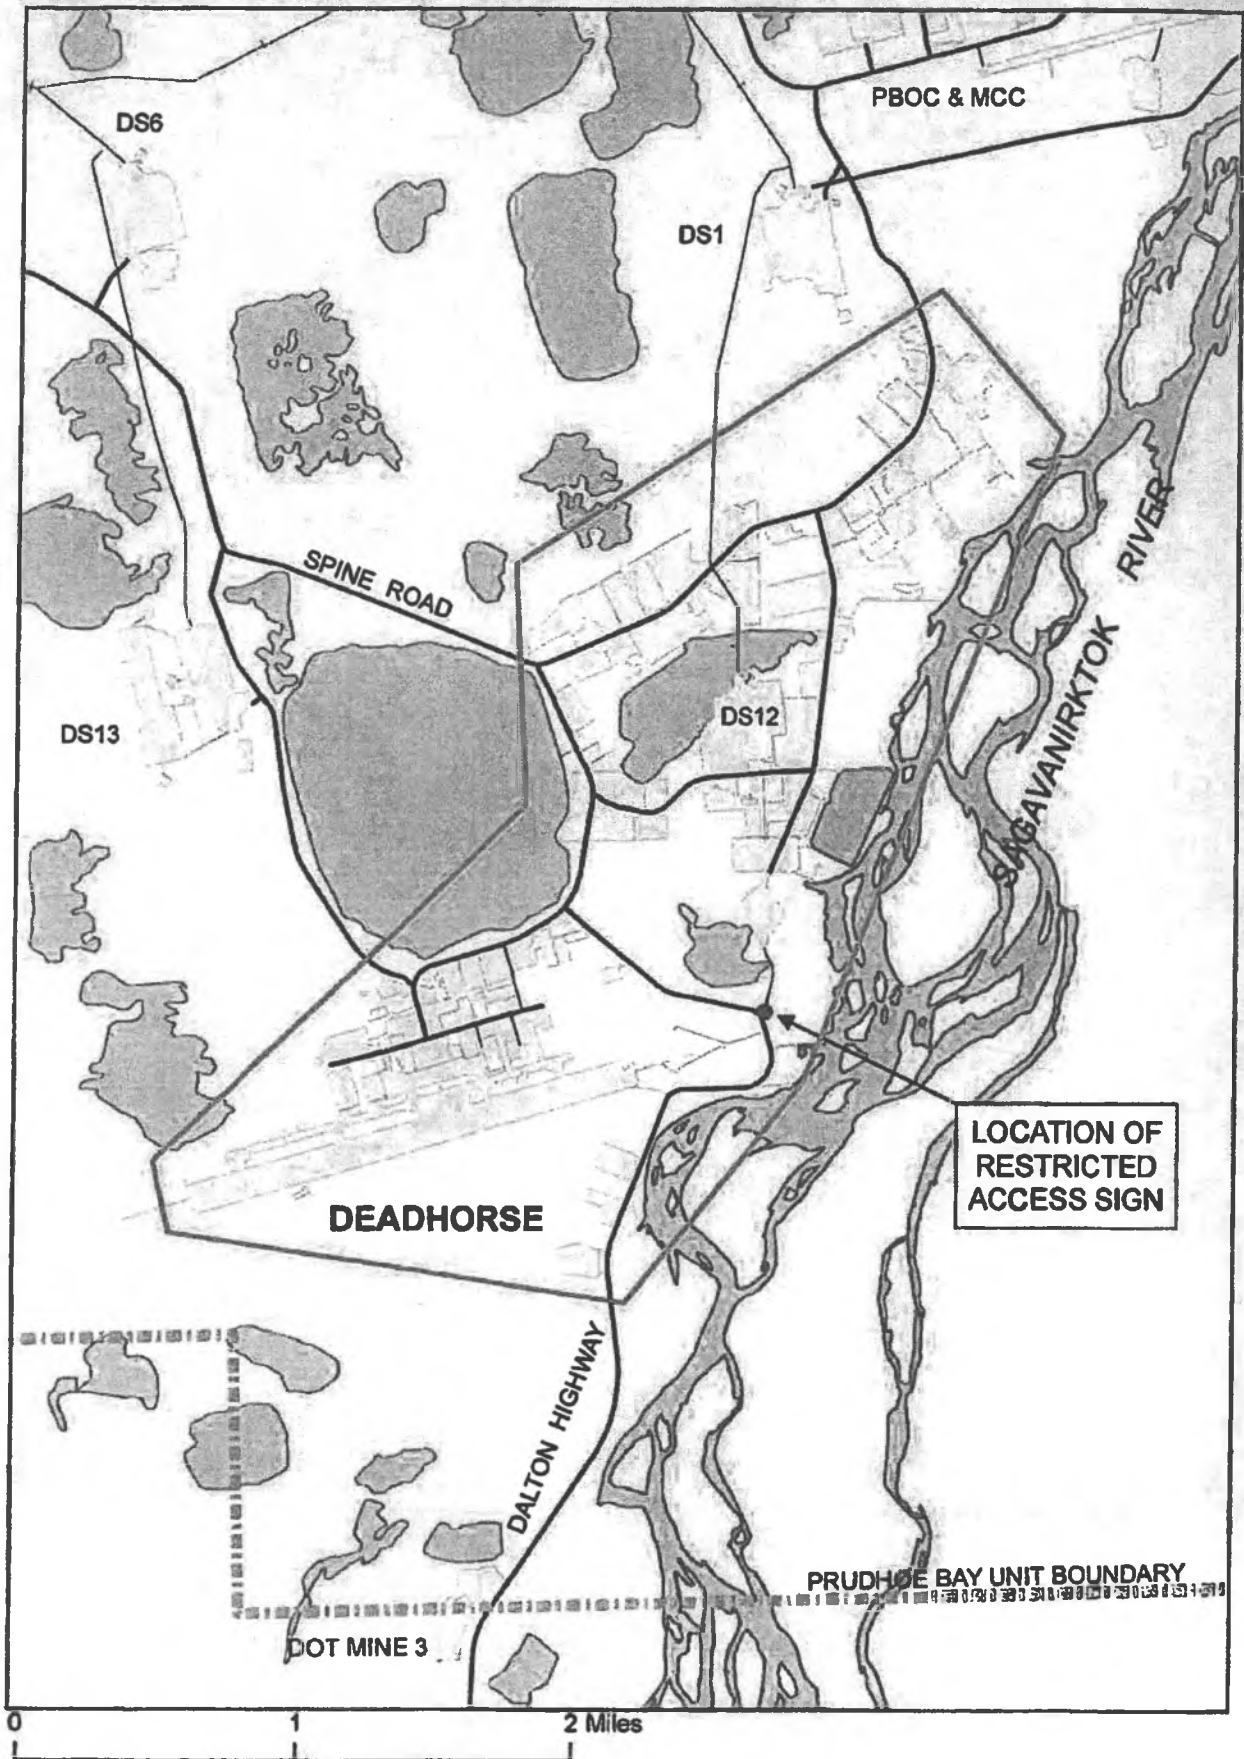 PBOC & MCC
DS6
DS1
SPINE ROAD
SAGAVANIRKTOK RIVER
DS12
DS13
LOCATION OF
RESTRICTED
ACCESS SIGN
DEADHORSE
DALTON HIGHWAY
PRUDHOE BAY UNIT BOUNDARY
DOT MINE 3
0 1 2 Miles